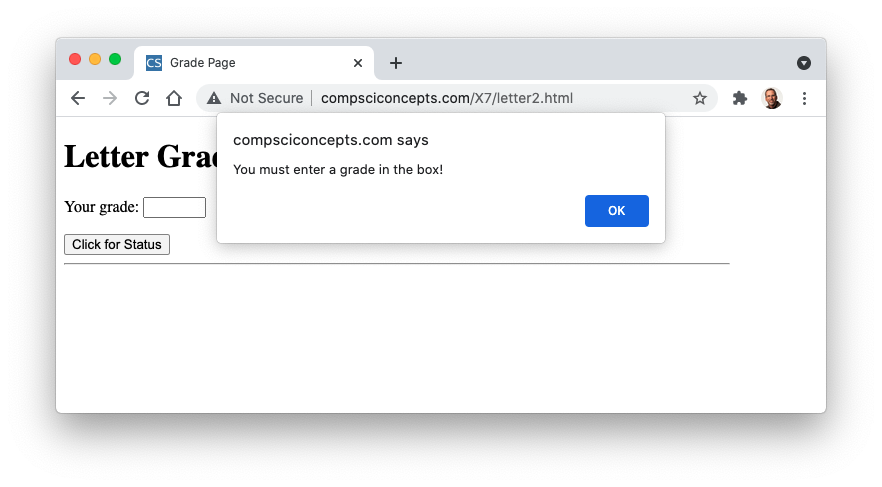 CS Grade Page
Not Secure compsciconcepts.com/X7/letter2.html
compsciconcepts.com says
You must enter a grade in the box!
OK
Letter Gra
Your grade:
Click for Status